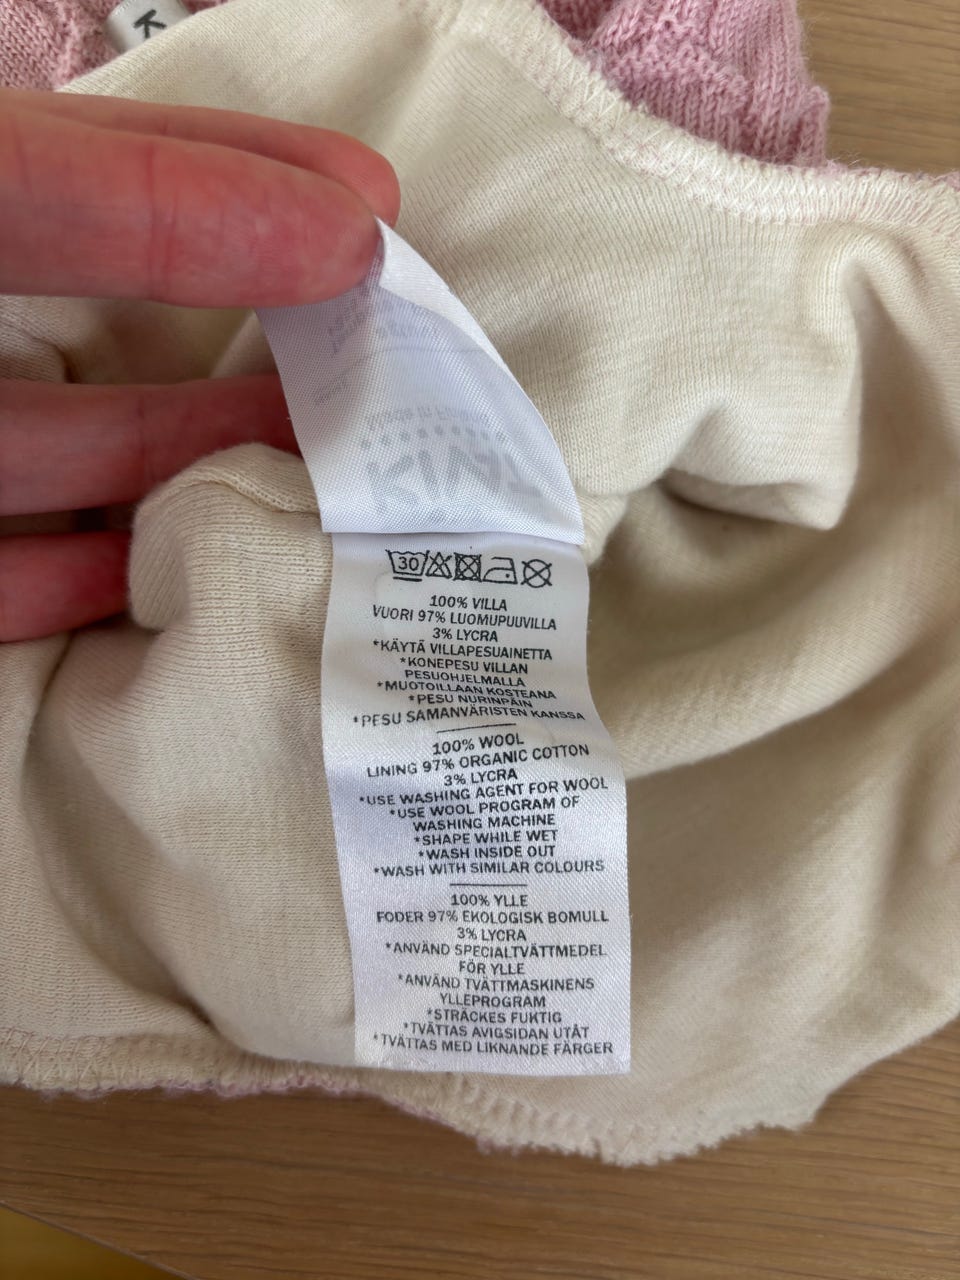 K
30
100% VILLA
VUORI 97% LUOMUPUUVILLA
3% LYCRA
*KÄYTÄ VILLAPESUAINETTA
*KONEPESU VILLAN
PESUOHJELMALLA
*MUOTOILLAAN KOSTEANA
*PESU NURINPÄIN
*PESU SAMANVÄRISTEN KANSSA
100% WOOL
LINING 97% ORGANIC COTTON
3% LYCRA
*USE WASHING AGENT FOR WOOL
*USE WOOL PROGRAM OF
WASHING MACHINE
*SHAPE WHILE WET
*WASH INSIDE OUT
*WASH WITH SIMILAR COLOURS
100% YLLE
FODER 97% EKOLOGISK BOMULL
3% LYCRA
*ANVÄND SPECIALTVÄTTMEDEL
FÖR YLLE
*ANVÄND TVÄTTMASKINENS
YLLEPROGRAM
*STRÄCKES FUKTIG
*TVÄTTAS AVIGSIDAN UTÅT
*TVÄTTAS MED LIKNANDE FÄRGER